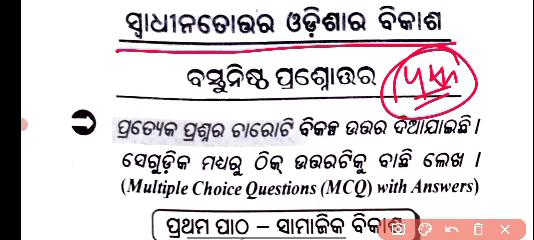 ସ୍ୱାଧୀନତୋତ୍ତର ଓଡ଼ିଶାର ବିକାଶ
ବସ୍ତୁନିଷ୍ଠ ପ୍ରଶ୍ନୋତ୍ତର
ପ୍ରତ୍ୟେକ ପ୍ରଶ୍ନର ଚାରୋଟି ବିକଳ୍ପ ଉତ୍ତର ଦିଆଯାଇଛି ।
ସେଗୁଡ଼ିକ ମଧ୍ୟରୁ ଠିକ୍ ଉତ୍ତରଟିକୁ ବାଛି ଲେଖ ।
(Multiple Choice Questions (MCQ) with Answers)
ପ୍ରଥମ ପାଠ – ସାମାଜିକ ବିକାଶ